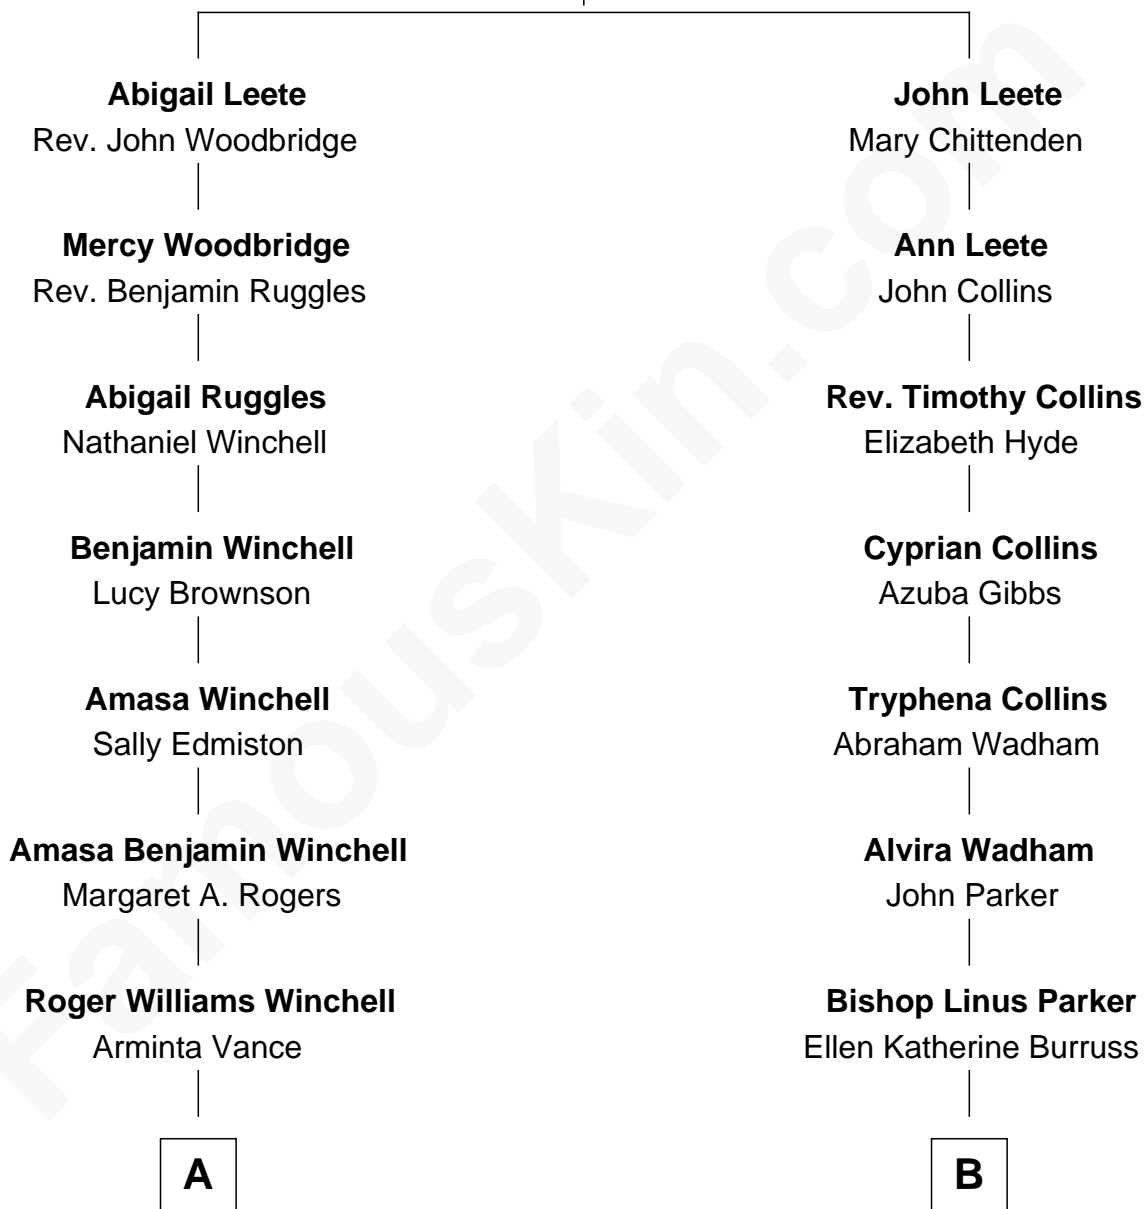 Abigail Leete
Rev. John Woodbridge
Mercy Woodbridge
Rev. Benjamin Ruggles
Abigail Ruggles
Nathaniel Winchell
Benjamin Winchell
Lucy Brownson
Amasa Winchell
Sally Edmiston
Amasa Benjamin Winchell
Margaret A. Rogers
Roger Williams Winchell
Arminta Vance
A
John Leete
Mary Chittenden
Ann Leete
John Collins
Rev. Timothy Collins
Elizabeth Hyde
Cyprian Collins
Azuba Gibbs
Tryphena Collins
Abraham Wadham
Alvira Wadham
John Parker
Bishop Linus Parker
Ellen Katherine Burruss
B
FamousKin.com